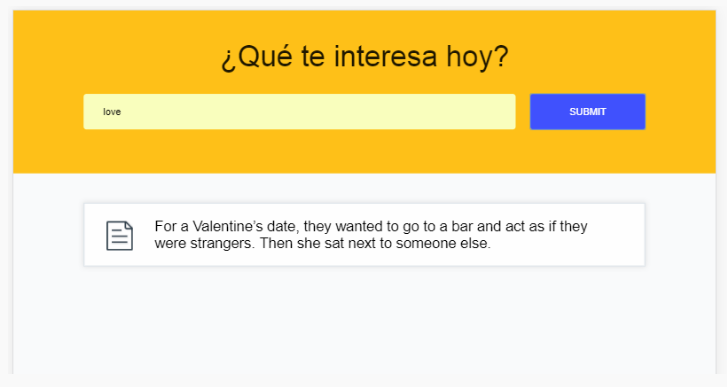 ¿Qué te interesa hoy?
love
SUBMIT
For a Valentine’s date, they wanted to go to a bar and act as if they
were strangers. Then she sat next to someone else.